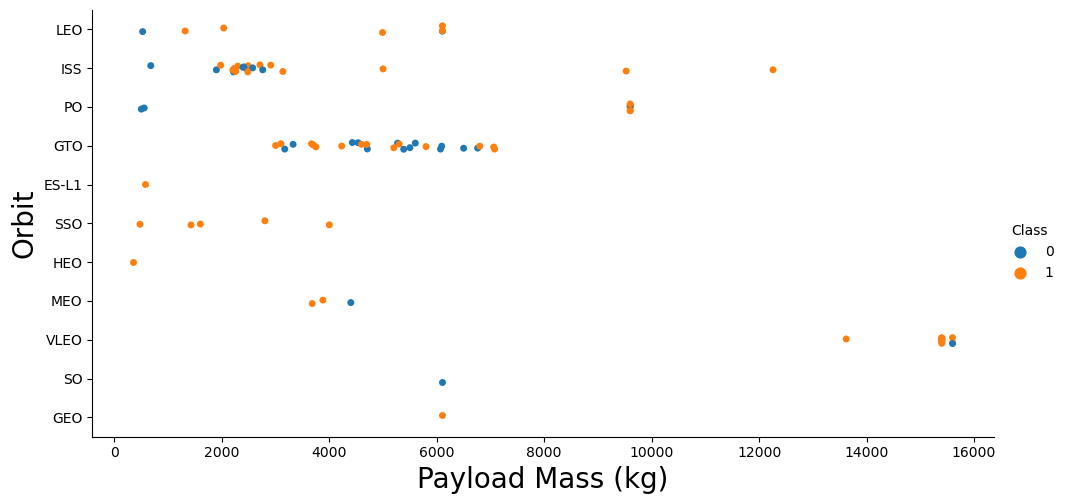 LEO
ISS
PO
GTO
ES-L1
SSO
HEO
MEO
VLEO
SO
GEO
Orbit
0 2000 4000 6000 8000 10000 12000 14000 16000
Payload Mass (kg)
Class
0
1